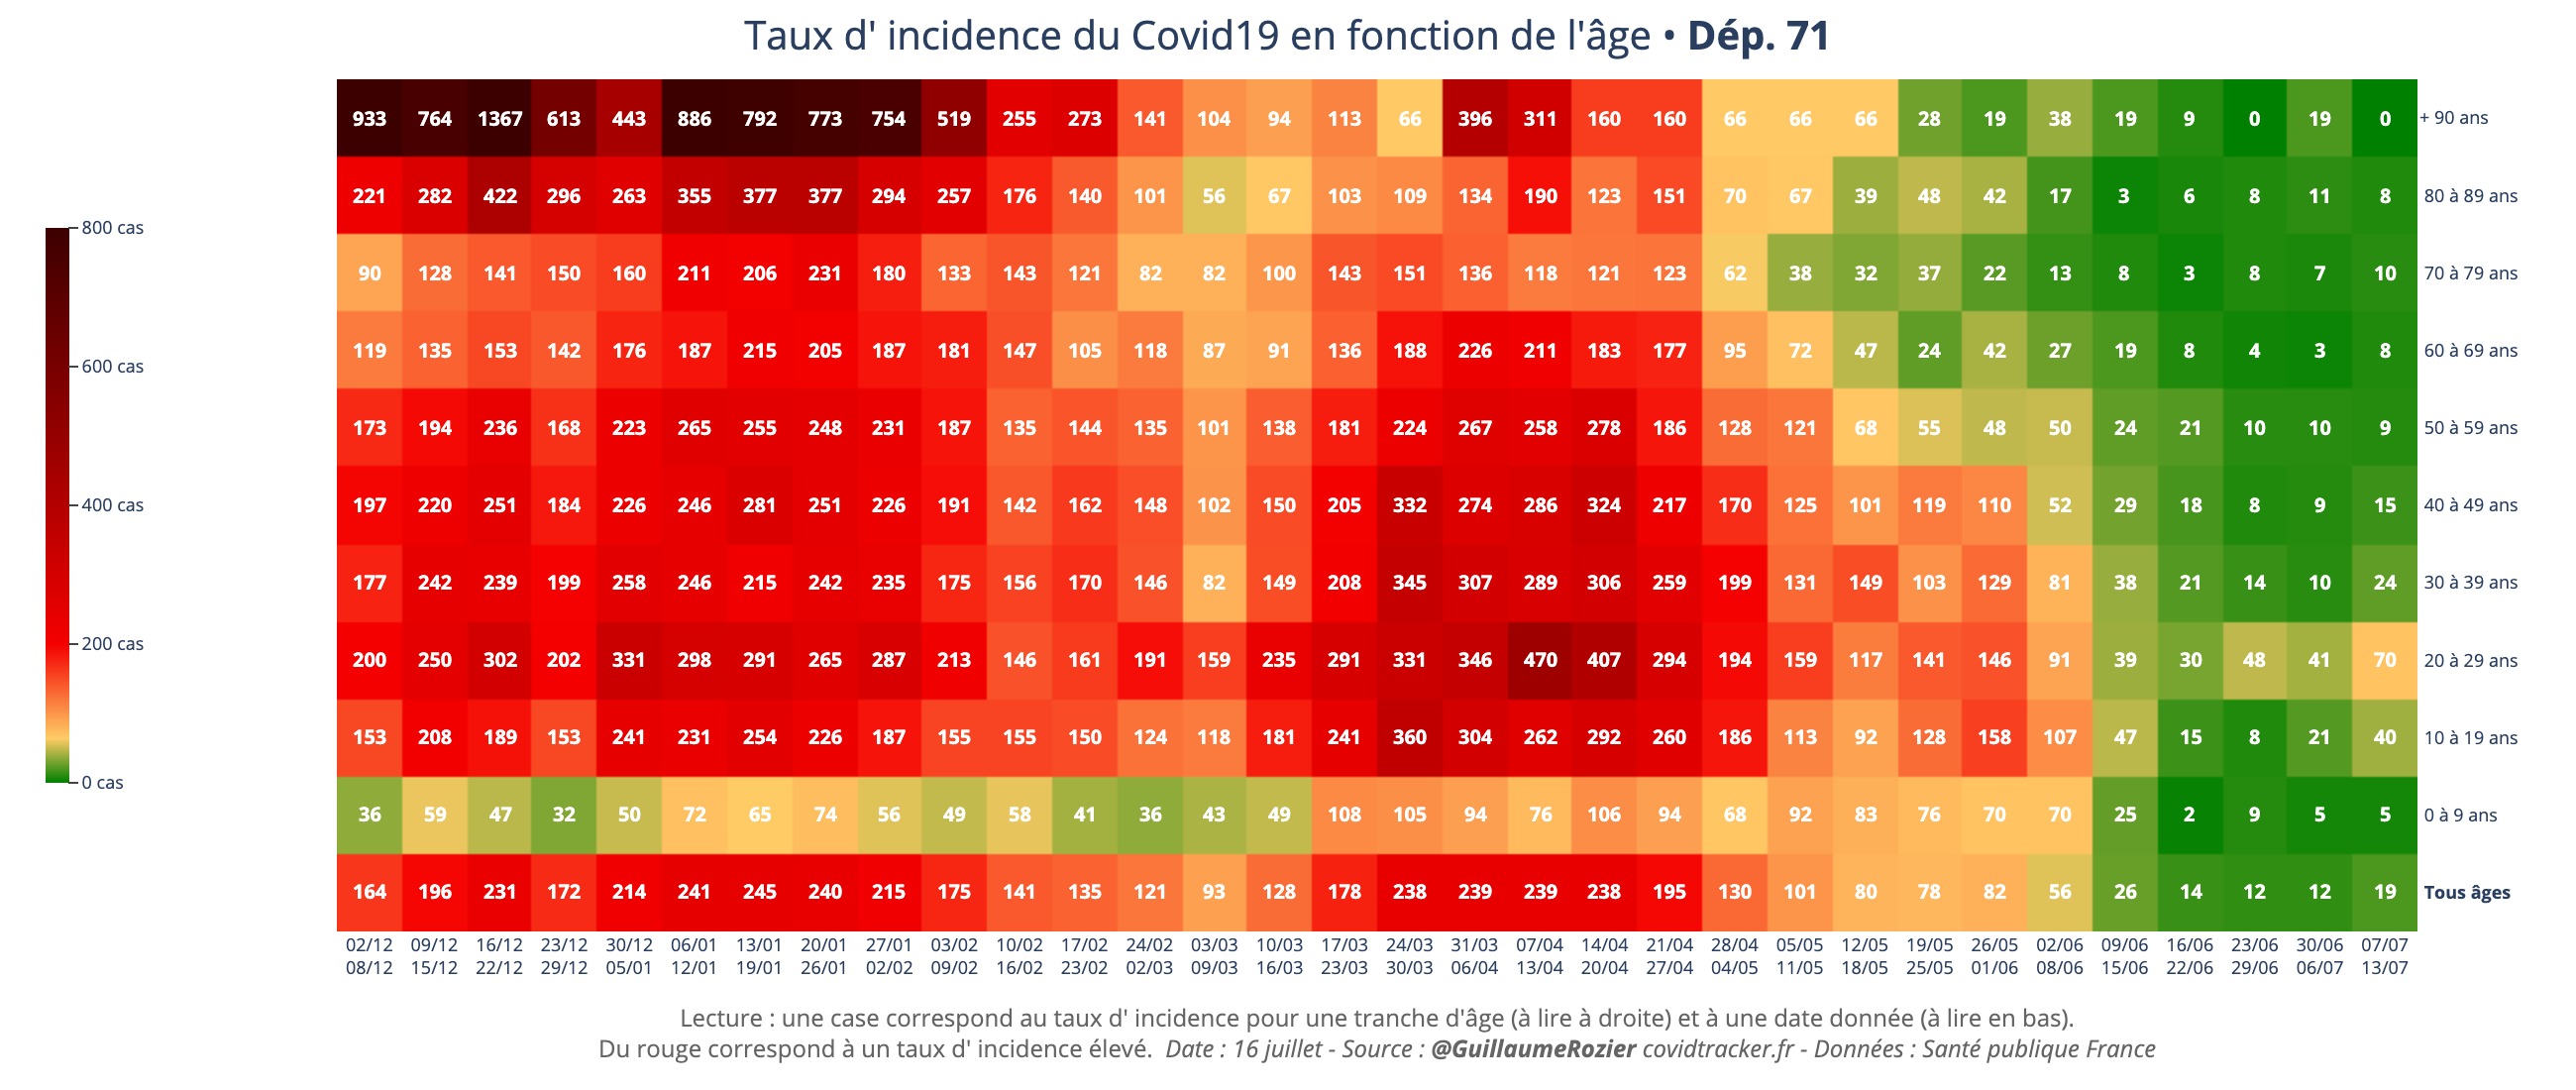 Taux d' incidence du Covid19 en fonction de l'âge • Dép. 71
800 cas
600 cas
400 cas
200 cas
0 cas
933 764 1367 613 443 886 792 773 754 519 255 273 141 104 94 113 66 396 311 160 160 66 66 66 28 19 38 19 9 0 19 0 + 90 ans
221 282 422 296 263 355 377 377 294 257 176 140 101 56 67 103 109 134 190 123 151 70 67 39 48 42 17 3 6 8 11 8 80 à 89 ans
90 128 141 150 160 211 206 231 180 133 143 121 82 82 100 143 151 136 118 121 123 62 38 32 37 22 13 8 3 8 7 10 70 à 79 ans
119 135 153 142 176 187 215 205 187 181 147 105 118 87 91 136 188 226 211 183 177 95 72 47 24 42 27 19 8 4 3 8 60 à 69 ans
173 194 236 168 223 265 255 248 231 187 135 144 135 101 138 181 224 267 258 278 186 128 121 68 55 48 50 24 21 10 10 9 50 à 59 ans
197 220 251 184 226 246 281 251 226 191 142 162 148 102 150 205 332 274 286 324 217 170 125 101 119 110 52 29 18 8 9 15 40 à 49 ans
177 242 239 199 258 246 215 242 235 175 156 170 146 82 149 208 345 307 289 306 259 199 131 149 103 129 81 38 21 14 10 24 30 à 39 ans
200 250 302 202 331 298 291 265 287 213 146 161 191 159 235 291 331 346 470 407 294 194 159 117 141 146 91 39 30 48 41 70 20 à 29 ans
153 208 189 153 241 231 254 226 187 155 155 150 124 118 181 241 360 304 262 292 260 186 113 92 128 158 107 47 15 8 21 40 10 à 19 ans
36 59 47 32 50 72 65 74 56 49 58 41 36 43 49 108 105 94 76 106 94 68 92 83 76 70 70 25 2 9 5 5 0 à 9 ans
164 196 231 172 214 241 245 240 215 175 141 135 121 93 128 178 238 239 239 238 195 130 101 80 78 82 56 26 14 12 12 19 Tous âges
02/12 09/12 16/12 23/12 30/12 06/01 13/01 20/01 27/01 03/02 10/02 17/02 24/02 03/03 10/03 17/03 24/03 31/03 07/04 14/04 21/04 28/04 05/05 12/05 19/05 26/05 02/06 09/06 16/06 23/06 30/06 07/07
08/12 15/12 22/12 29/12 05/01 12/01 19/01 26/01 02/02 09/02 16/02 23/02 02/03 09/03 16/03 23/03 30/03 06/04 13/04 20/04 27/04 04/05 11/05 18/05 25/05 01/06 08/06 15/06 22/06 29/06 06/07 13/07
Lecture : une case correspond au taux d' incidence pour une tranche d'âge (à lire à droite) et à une date donnée (à lire en bas).
Du rouge correspond à un taux d' incidence élevé. Date : 16 juillet - Source : @GuillaumeRozier covidtracker.fr - Données : Santé publique France